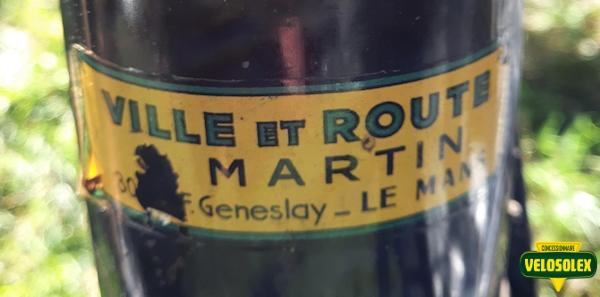 VILLE ET ROUTE
MARTIN
F. Geneslay - LE MANS
CONCESSIONNAIRE
VELOSOLEX